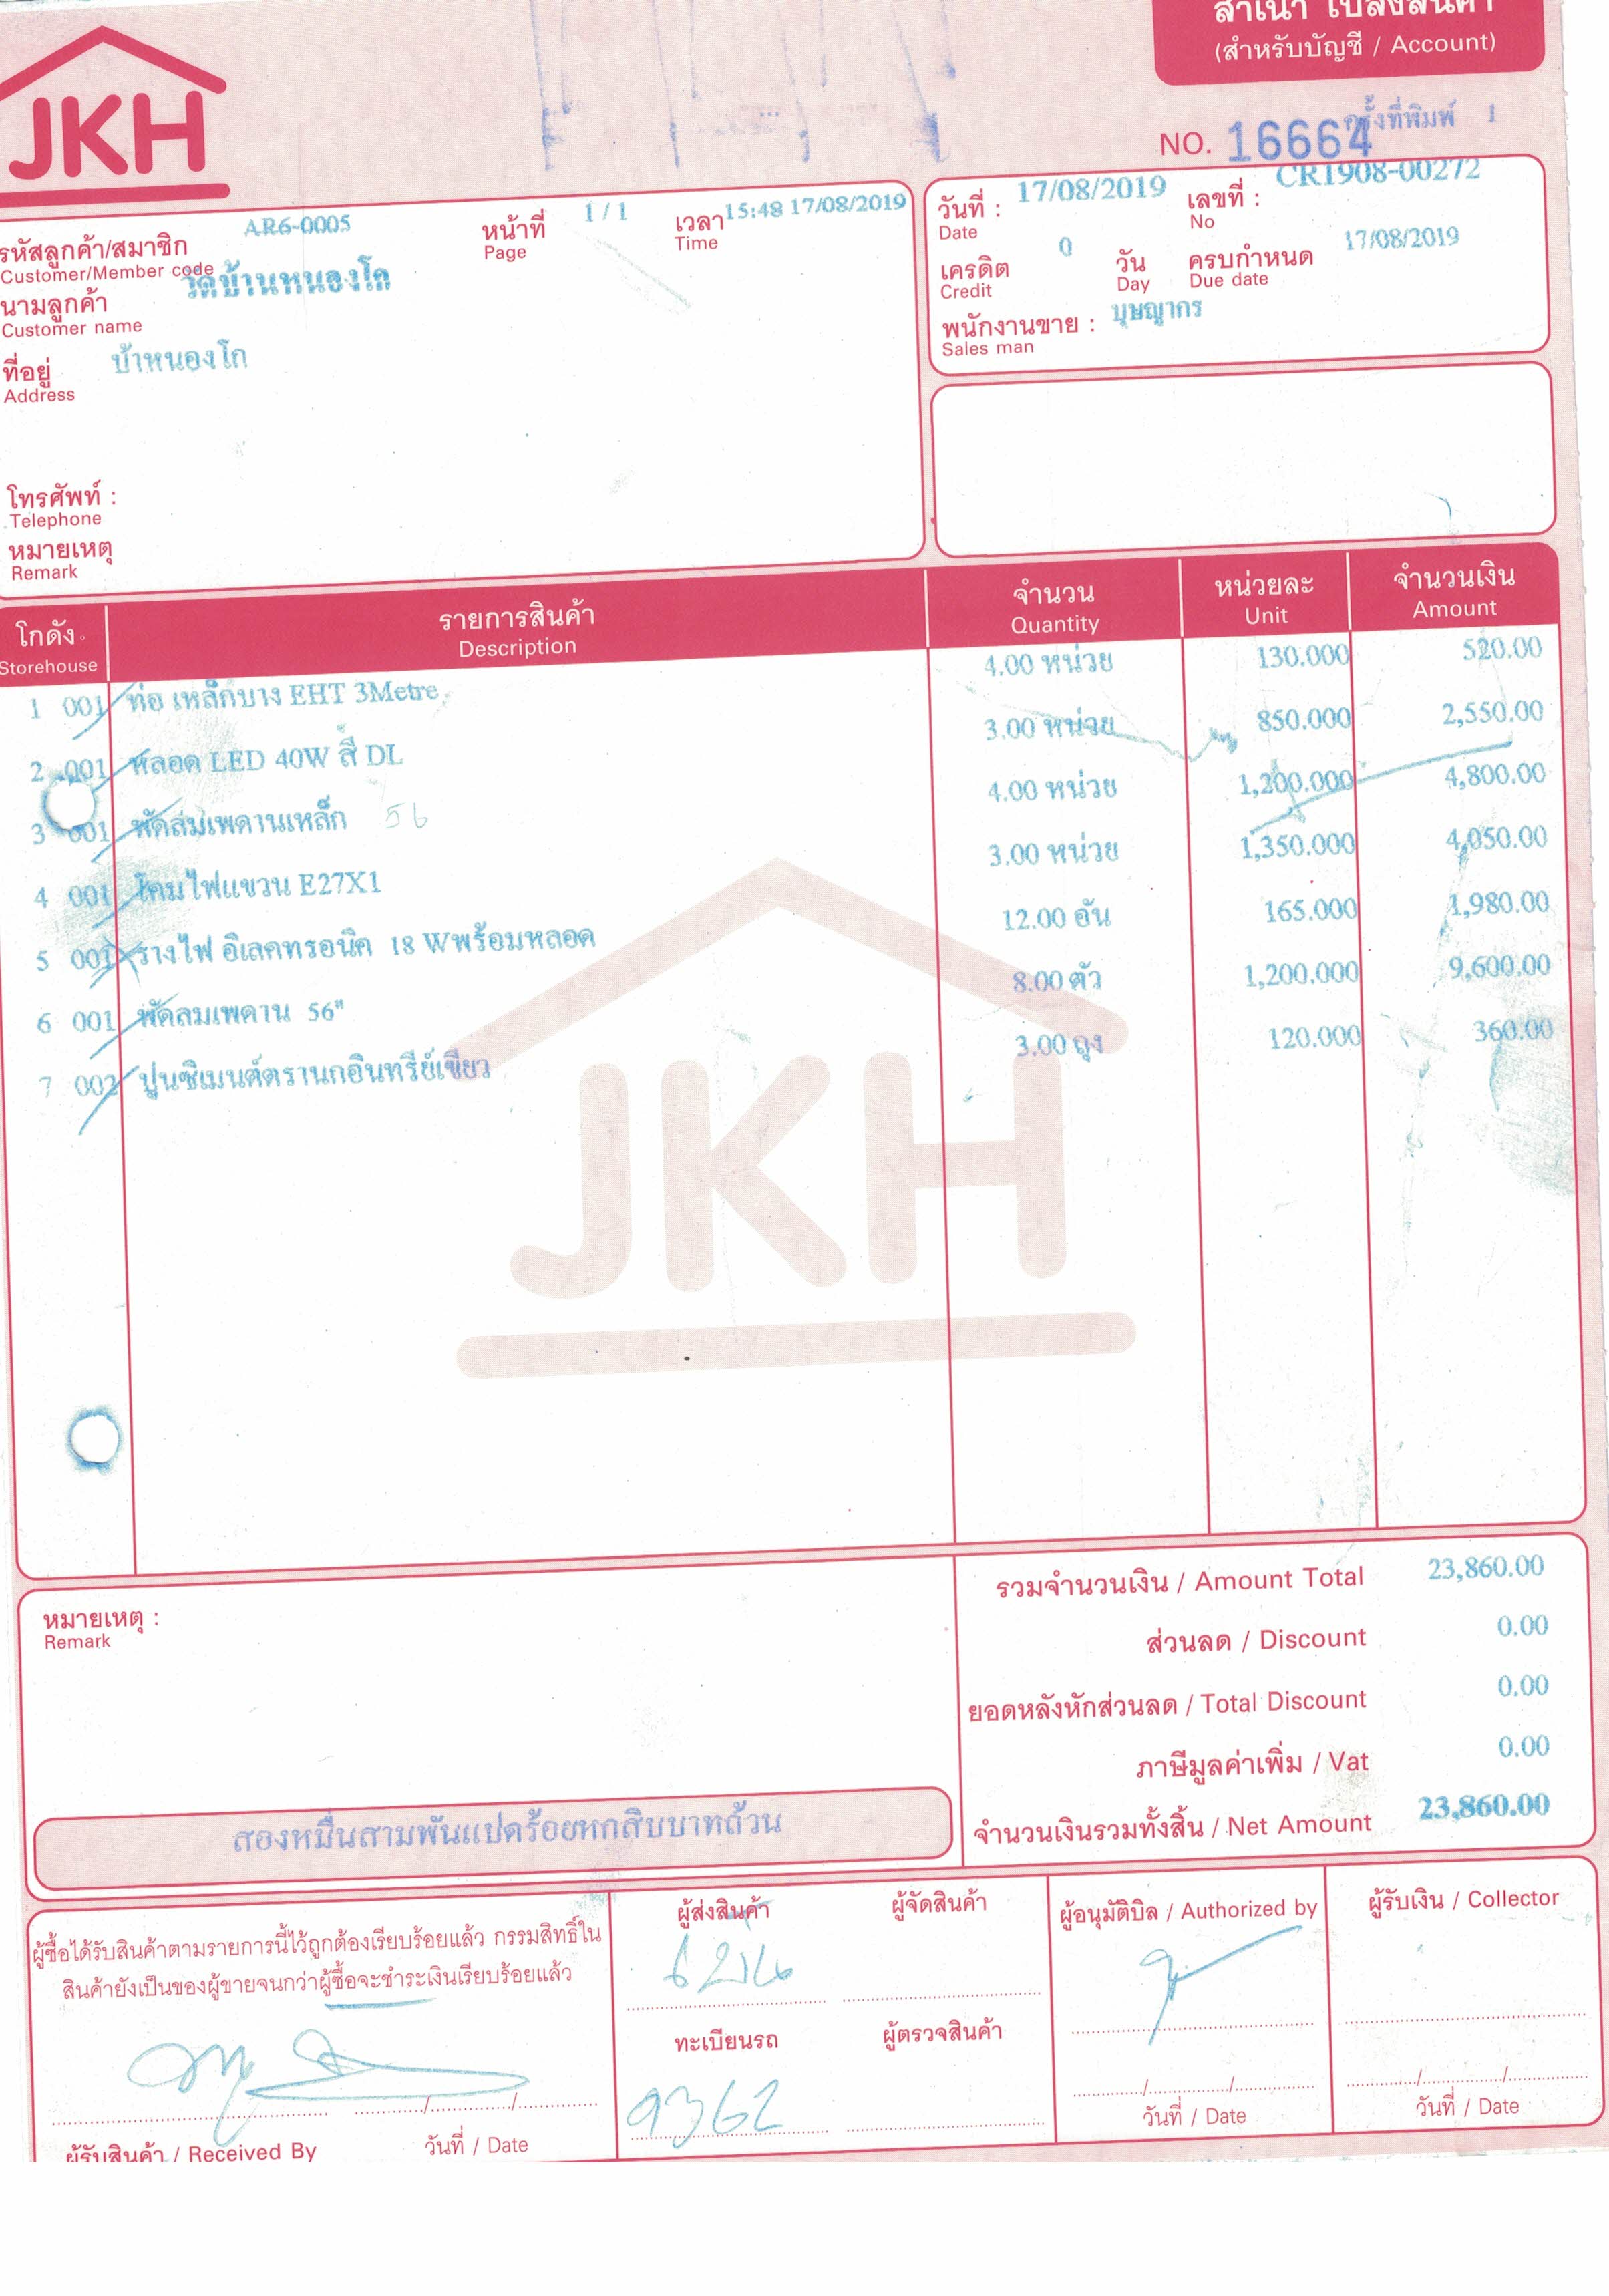 สำเนา ใบส่งสินค้า
(สำหรับบัญชี / Account)
JKH
ครั้งที่พิมพ์ 1
NO. 16664
รหัสลูกค้า/สมาชิก AR6-0005 หน้าที่ 1/1 เวลา 15:48 17/08/2019
Customer/Member code Page Time
นามลูกค้า วัดบ้านหนองโก
Customer name
ที่อยู่ บ้าหนองโก
Address
โทรศัพท์ :
Telephone
หมายเหตุ
Remark
วันที่ : 17/08/2019 เลขที่ : CR1908-00272
Date No
เครดิต 0 วัน ครบกำหนด 17/08/2019
Credit Day Due date
พนักงานขาย : บุษญากร
Sales man
โกดัง รายการสินค้า จำนวน หน่วยละ จำนวนเงิน
Storehouse Description Quantity Unit Amount
1 001 ท่อ เหล็กบาง EHT 3Metre 4.00 หน่วย 130.000 520.00
2 001 หลอด LED 40W สี DL 3.00 หน่วย 850.000 2,550.00
3 001 พัดลมเพดานเหล็ก 56 4.00 หน่วย 1,200.000 4,800.00
4 001 โคมไฟแขวน E27X1 3.00 หน่วย 1,350.000 4,050.00
5 001 รางไฟ อิเลคทรอนิค 18 Wพร้อมหลอด 12.00 อัน 165.000 1,980.00
6 001 พัดลมเพดาน 56" 8.00 ตัว 1,200.000 9,600.00
7 002 ปูนซิเมนต์ตรานกอินทรีย์เขียว 3.00 ถุง 120.000 360.00
JKH
รวมจำนวนเงิน / Amount Total 23,860.00
หมายเหตุ :
Remark
ส่วนลด / Discount 0.00
ยอดหลังหักส่วนลด / Total Discount 0.00
ภาษีมูลค่าเพิ่ม / Vat 0.00
จำนวนเงินรวมทั้งสิ้น / Net Amount 23,860.00
สองหมื่นสามพันแปดร้อยหกสิบบาทถ้วน
ผู้ซื้อได้รับสินค้าตามรายการนี้ไว้ถูกต้องเรียบร้อยแล้ว กรรมสิทธิ์ใน
สินค้ายังเป็นของผู้ขายจนกว่าผู้ซื้อจะชำระเงินเรียบร้อยแล้ว
ผู้รับสินค้า / Received By วันที่ / Date
ผู้ส่งสินค้า ผู้จัดสินค้า
ทะเบียนรถ ผู้ตรวจสินค้า
9362
ผู้อนุมัติบิล / Authorized by
วันที่ / Date
ผู้รับเงิน / Collector
วันที่ / Date